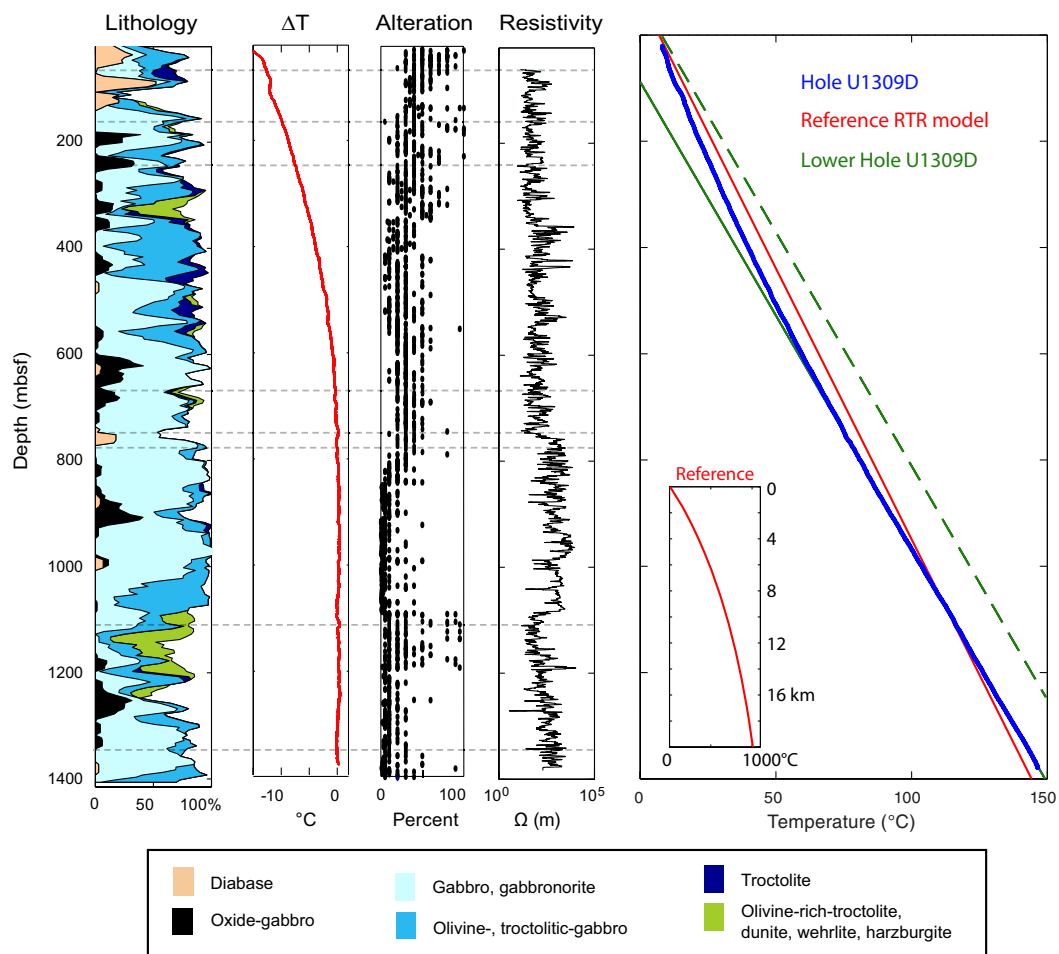 Lithology
ΔT
Alteration
Resistivity
Depth (mbsf)
200
400
600
800
1000
1200
1400
0
50
100%
-10
0
°C
0
100
Percent
10⁰
10⁵
Ω (m)
Hole U1309D
Reference RTR model
Lower Hole U1309D
Reference
0
4
8
12
16 km
0
1000°C
0
50
100
150
Temperature (°C)
Diabase
Gabbro, gabbronorite
Troctolite
Oxide-gabbro
Olivine-, troctolitic-gabbro
Olivine-rich-troctolite,
dunite, wehrlite, harzburgite